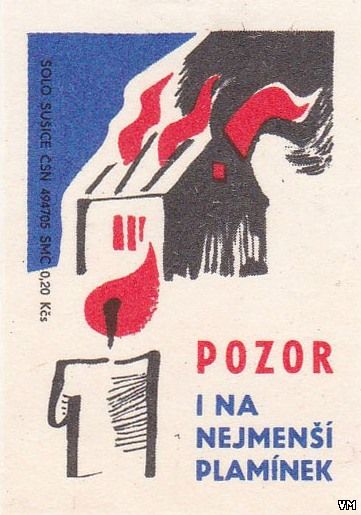 SOLO SUŠICE ČSN 494705 SMC 0,20 Kčs
POZOR
I NA
NEJMENŠÍ
PLAMÍNEK
VM